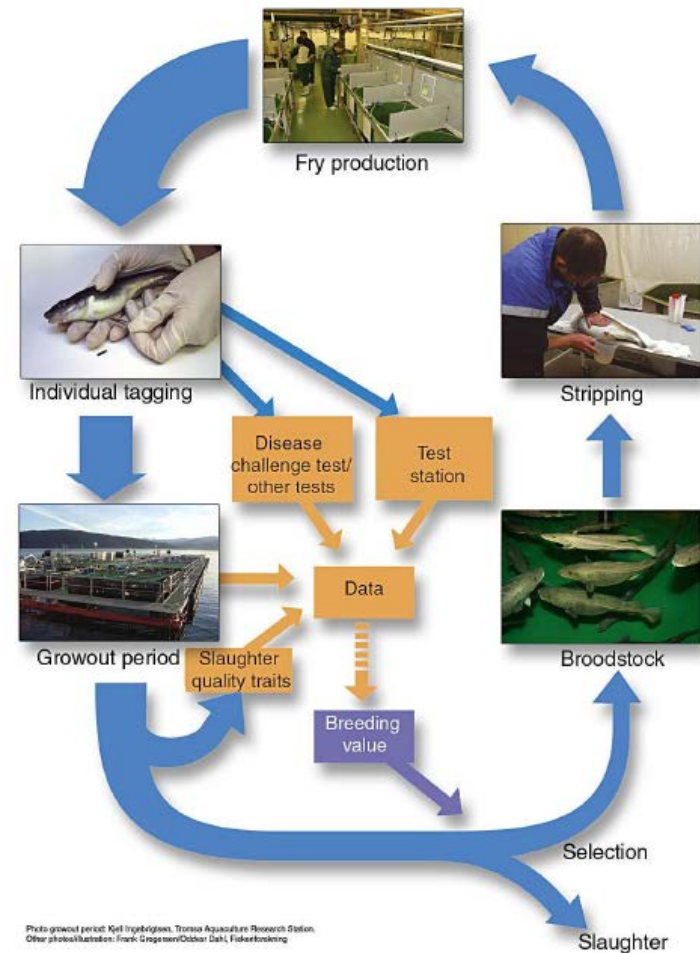 Fry production
Individual tagging
Stripping
Disease
challenge test/
other tests
Test
station
Data
Growout period
Slaughter
quality traits
Broodstock
Breeding
value
Selection
Slaughter
Photo growout period: Kjell Ingebrigtsen, Tromsø Aquaculture Research Station.
Other photos/illustration: Frank Gregersen/Oddvar Dahl, Fiskeriforskning